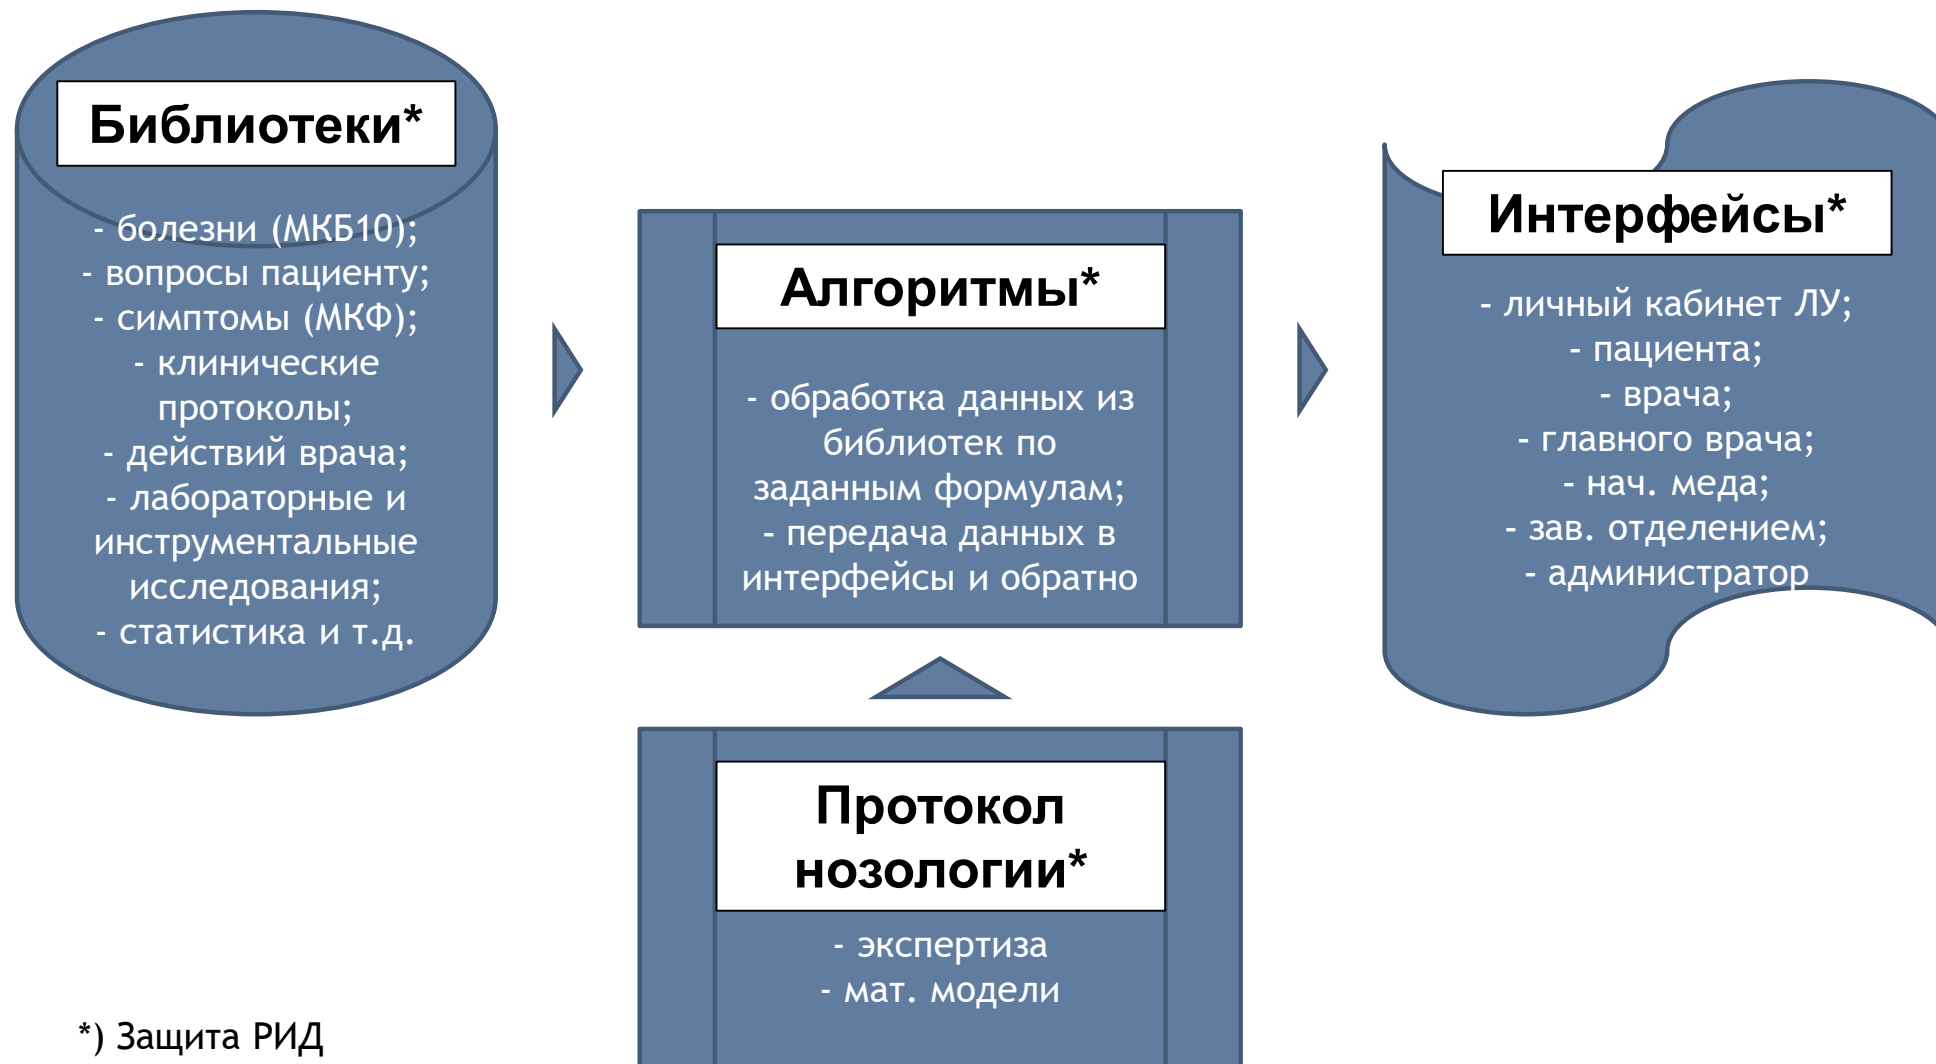 Библиотеки*
- болезни (МКБ10);
- вопросы пациенту;
- симптомы (МКФ);
- клинические
протоколы;
- действий врача;
- лабораторные и
инструментальные
исследования;
- статистика и т.д.
Алгоритмы*
- обработка данных из
библиотек по
заданным формулам;
- передача данных в
интерфейсы и обратно
Интерфейсы*
- личный кабинет ЛУ;
- пациента;
- врача;
- главного врача;
- нач. меда;
- зав. отделением;
- администратор
Протокол
нозологии*
- экспертиза
- мат. модели
*) Защита РИД